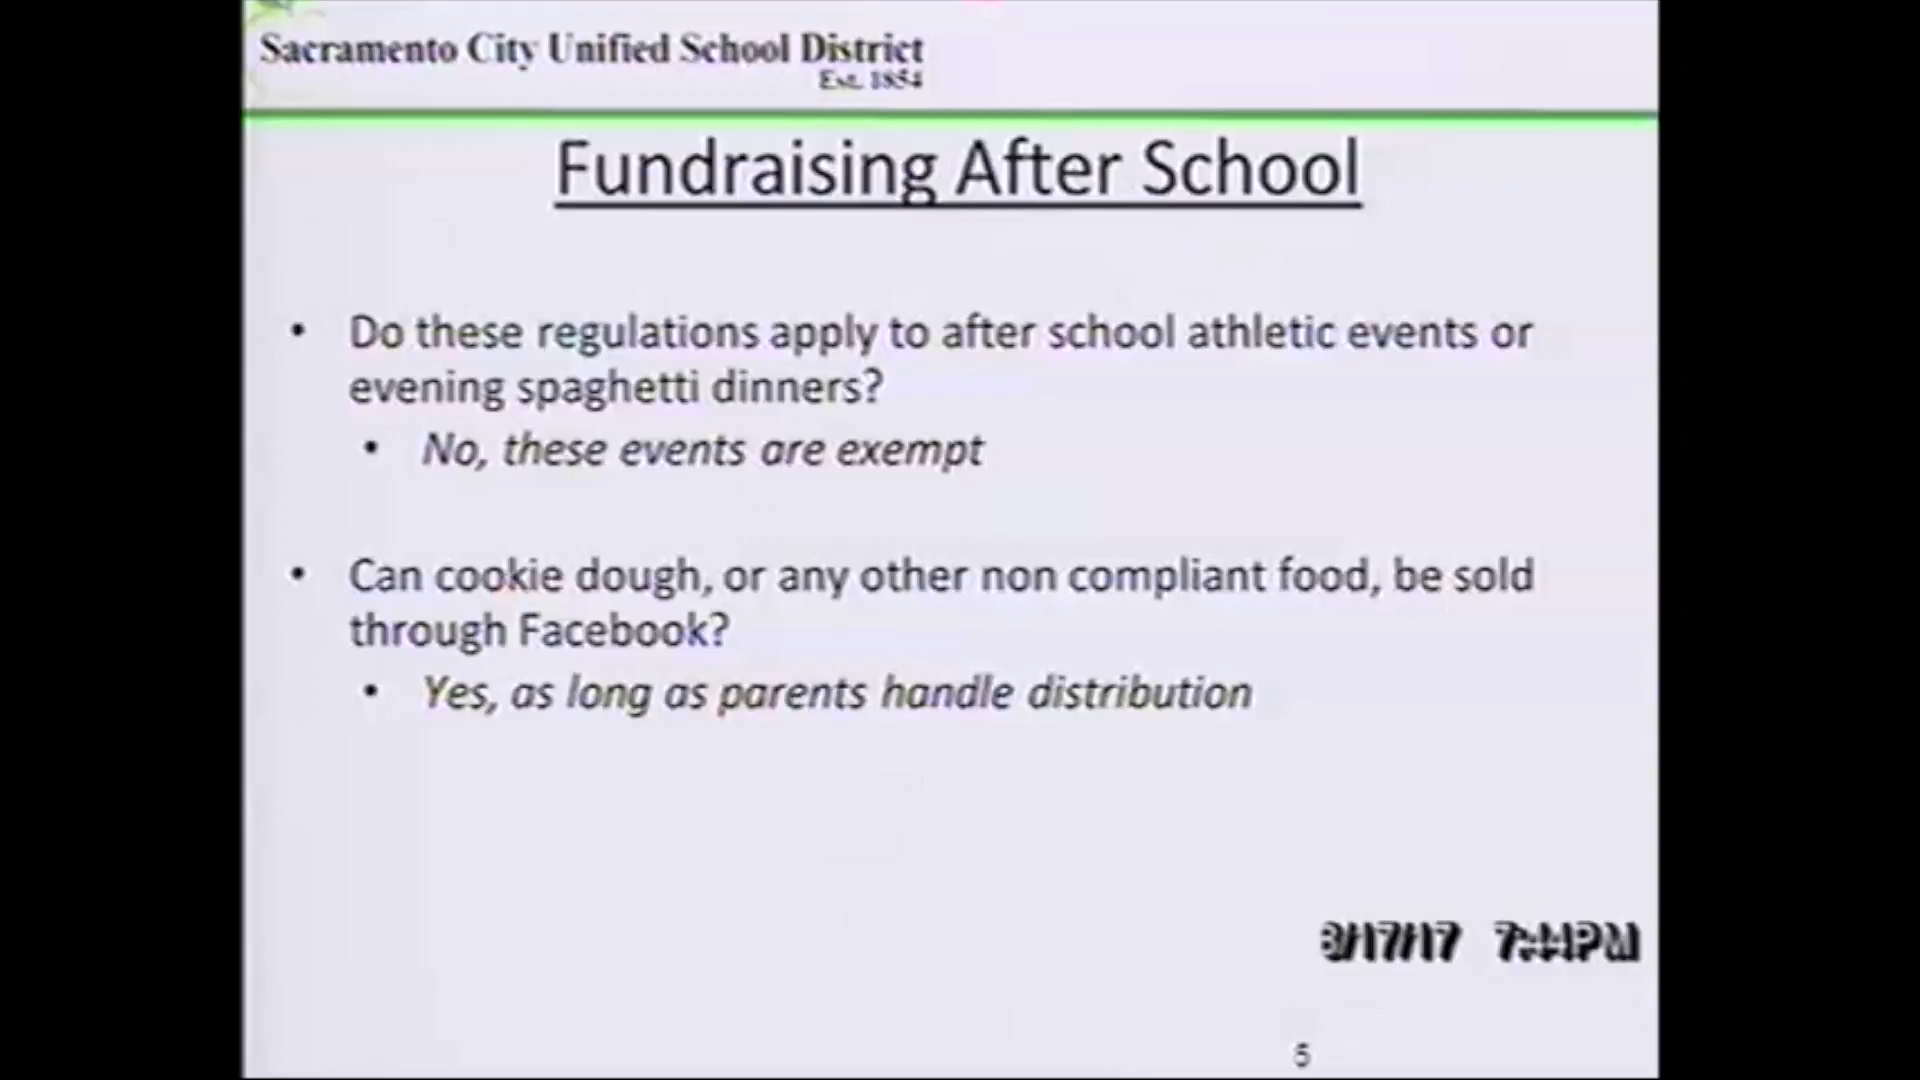 Sacramento City Unified School District
Est. 1854
Fundraising After School
• Do these regulations apply to after school athletic events or
evening spaghetti dinners?
• No, these events are exempt
• Can cookie dough, or any other non compliant food, be sold
through Facebook?
• Yes, as long as parents handle distribution
7:44PM
5